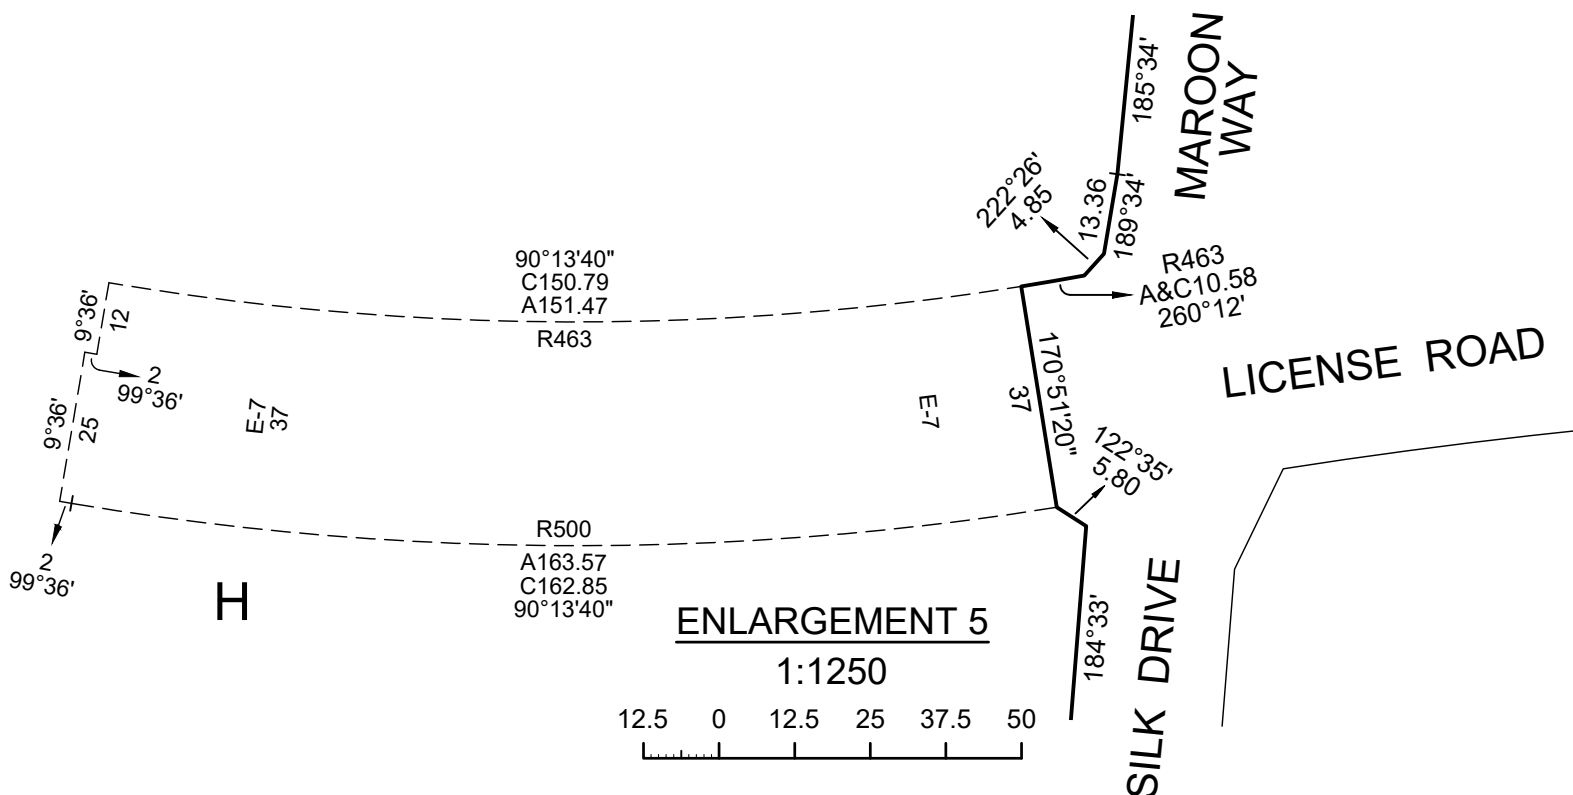 185°34'
MAROON
WAY
222°26'
4.85
13.36
189°34'
90°13'40"
C150.79
A151.47
R463
R463
A&C10.58
260°12'
9°36'
12
2
99°36'
9°36'
25
E-7
37
E-7
170°51'20"
37
LICENSE ROAD
122°35'
5.80
R500
A163.57
C162.85
90°13'40"
2
99°36'
H
ENLARGEMENT 5
1:1250
184°33'
SILK DRIVE
12.5 0 12.5 25 37.5 50